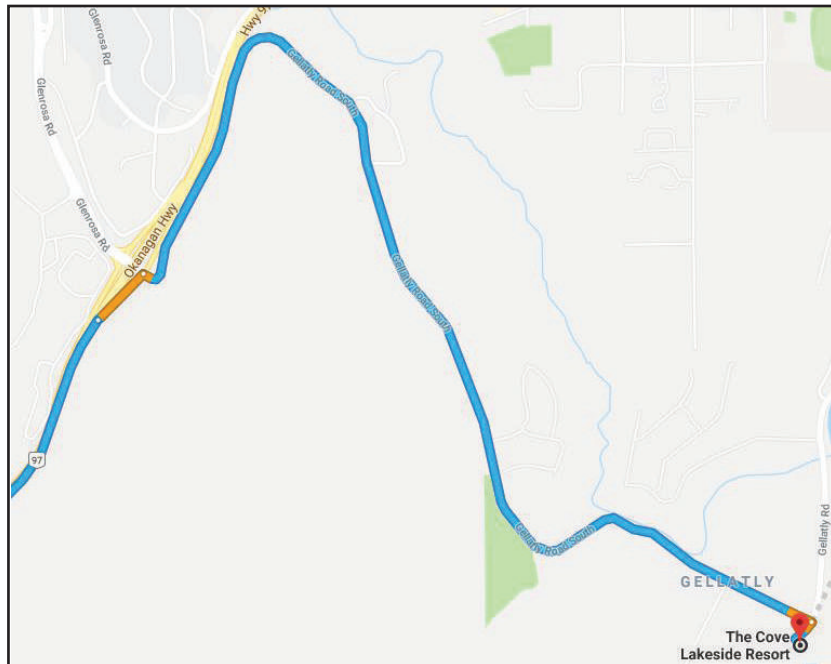 Hwy 97
Glenrosa Rd
Glenrosa Rd
Gellatly Road South
Glenrosa Rd
Okanagan Hwy
Gellatly Road South
97
Gellatly Road South
Gellatly Rd
GELLATLY
The Cove
Lakeside Resort